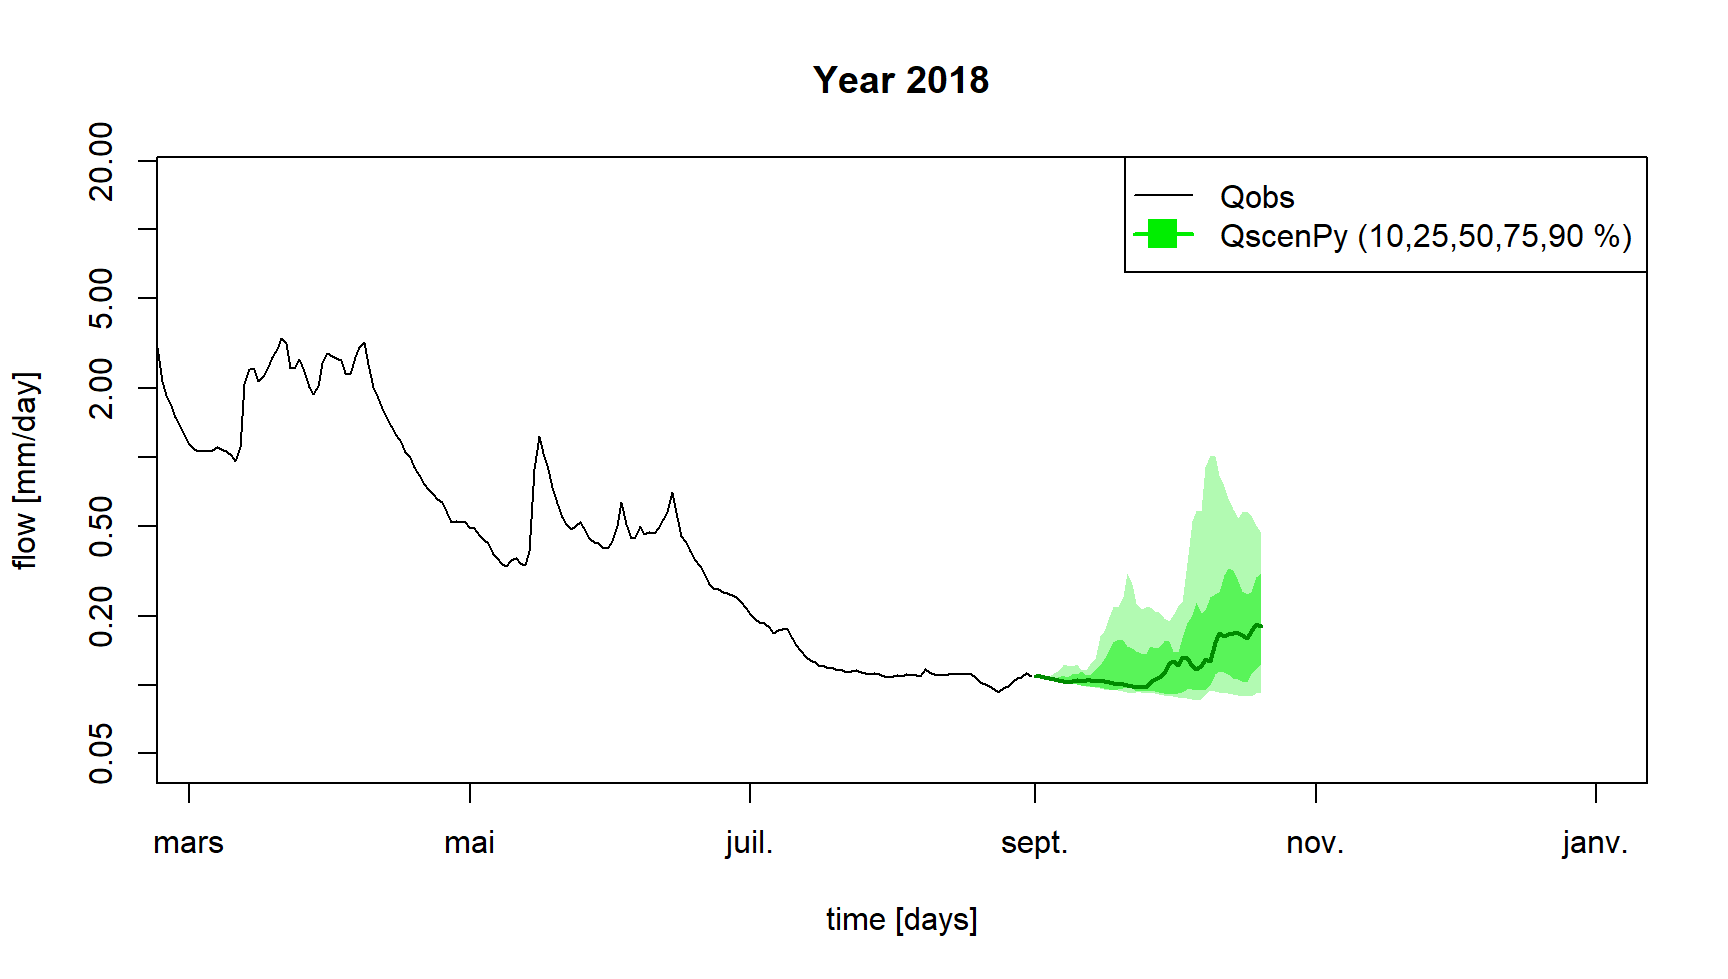 Year 2018
20.00
5.00
2.00
0.50
0.20
0.05
flow [mm/day]
Qobs
QscenPy (10,25,50,75,90 %)
mars
mai
juil.
sept.
nov.
janv.
time [days]